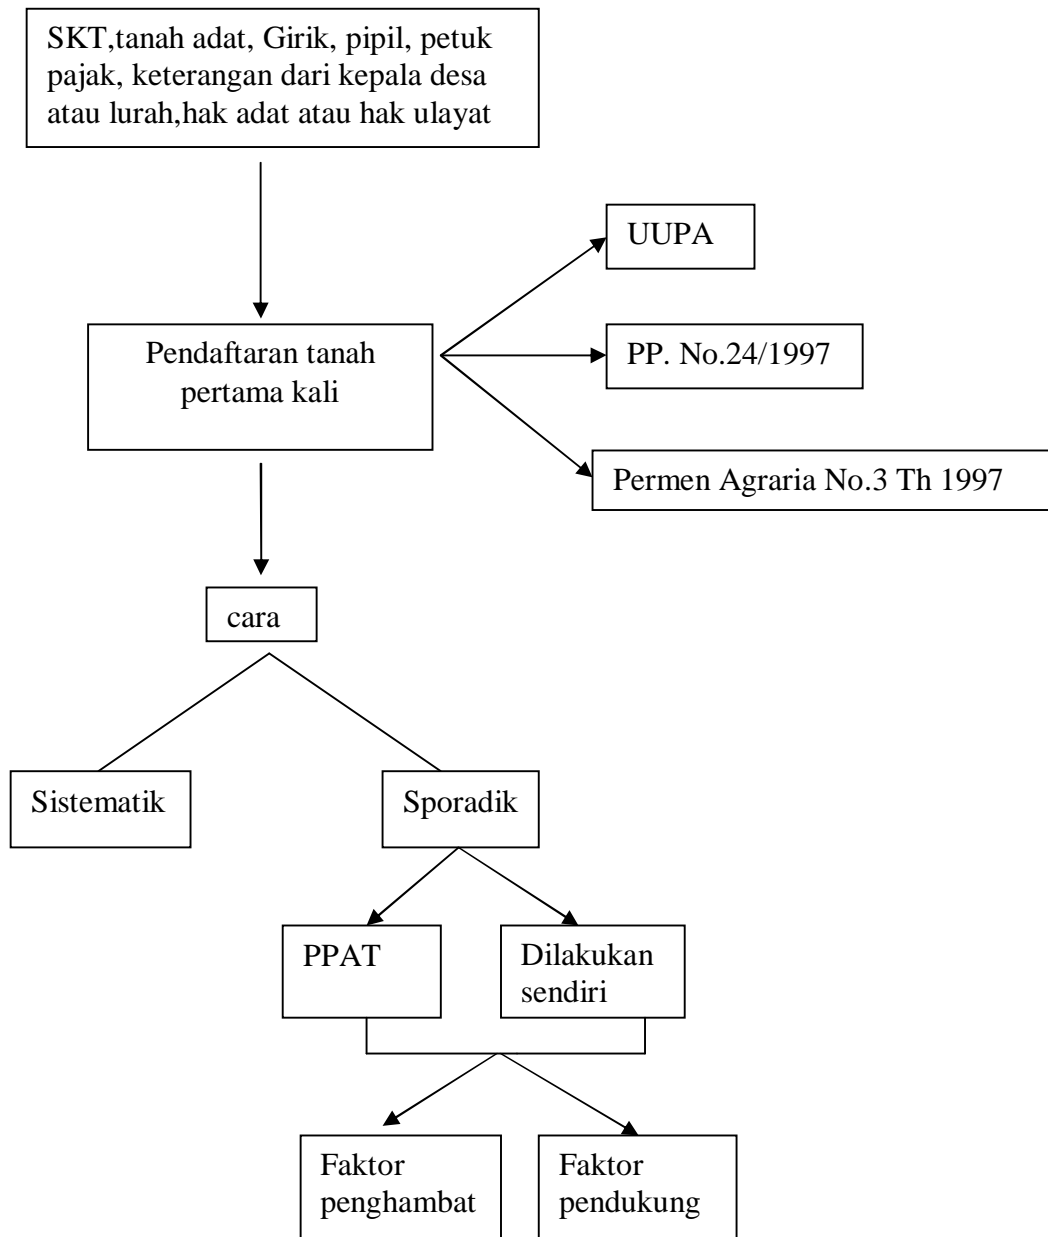 SKT,tanah adat, Girik, pipil, petuk
pajak, keterangan dari kepala desa
atau lurah,hak adat atau hak ulayat
UUPA
Pendaftaran tanah
pertama kali
PP. No.24/1997
Permen Agraria No.3 Th 1997
cara
Sistematik
Sporadik
PPAT
Dilakukan
sendiri
Faktor
penghambat
Faktor
pendukung